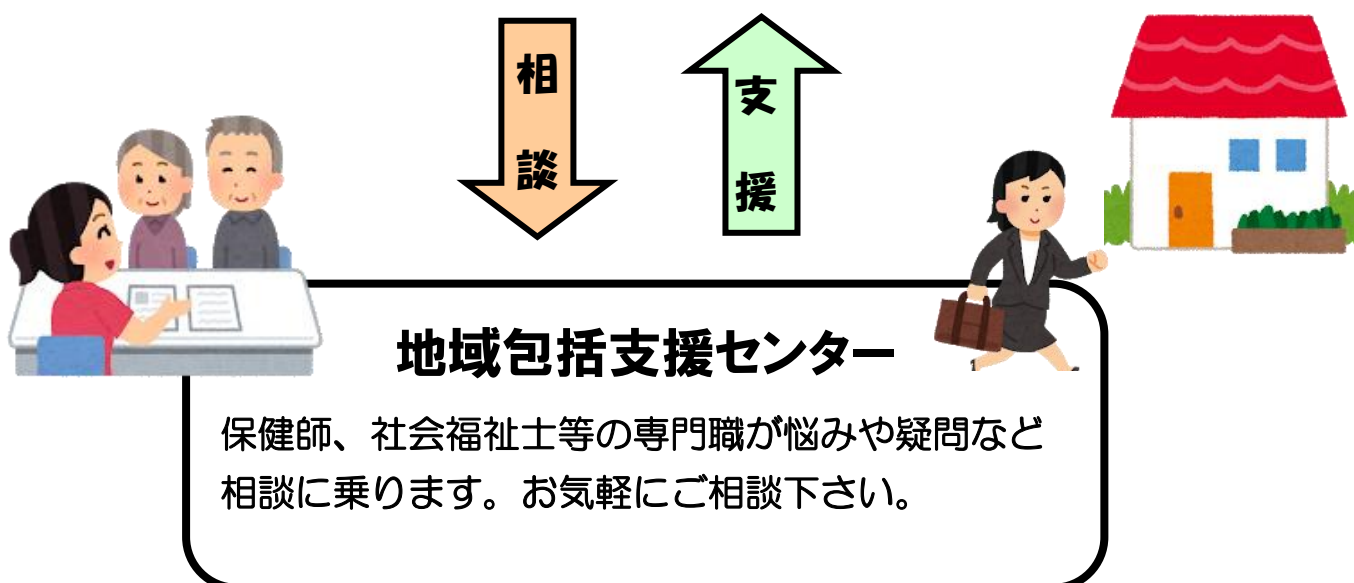 相談
支援
地域包括支援センター
保健師、社会福祉士等の専門職が悩みや疑問など
相談に乗ります。お気軽にご相談下さい。